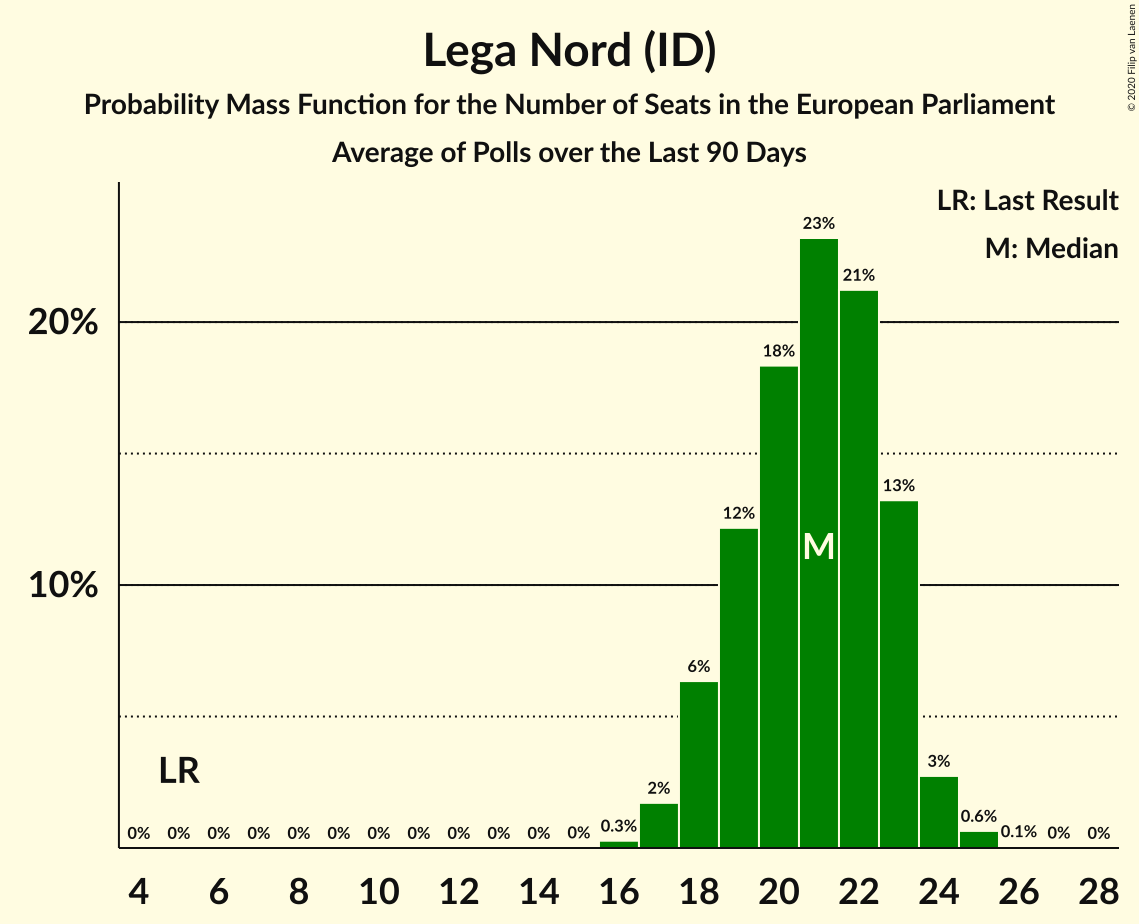 Lega Nord (ID)
Probability Mass Function for the Number of Seats in the European Parliament
Average of Polls over the Last 90 Days
© 2020 Filip van Laenen
LR: Last Result
M: Median
23%
21%
20%
18%
13%
12%
M
10%
6%
LR
3%
2%
0% 0% 0% 0% 0% 0% 0% 0% 0% 0% 0% 0% 0.3% 0.6% 0.1% 0% 0%
4 6 8 10 12 14 16 18 20 22 24 26 28